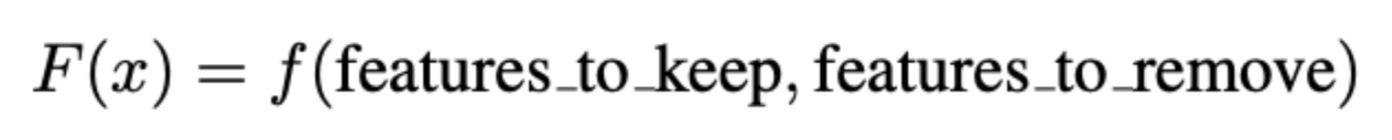 F(x) = f(features_to_keep, features_to_remove)